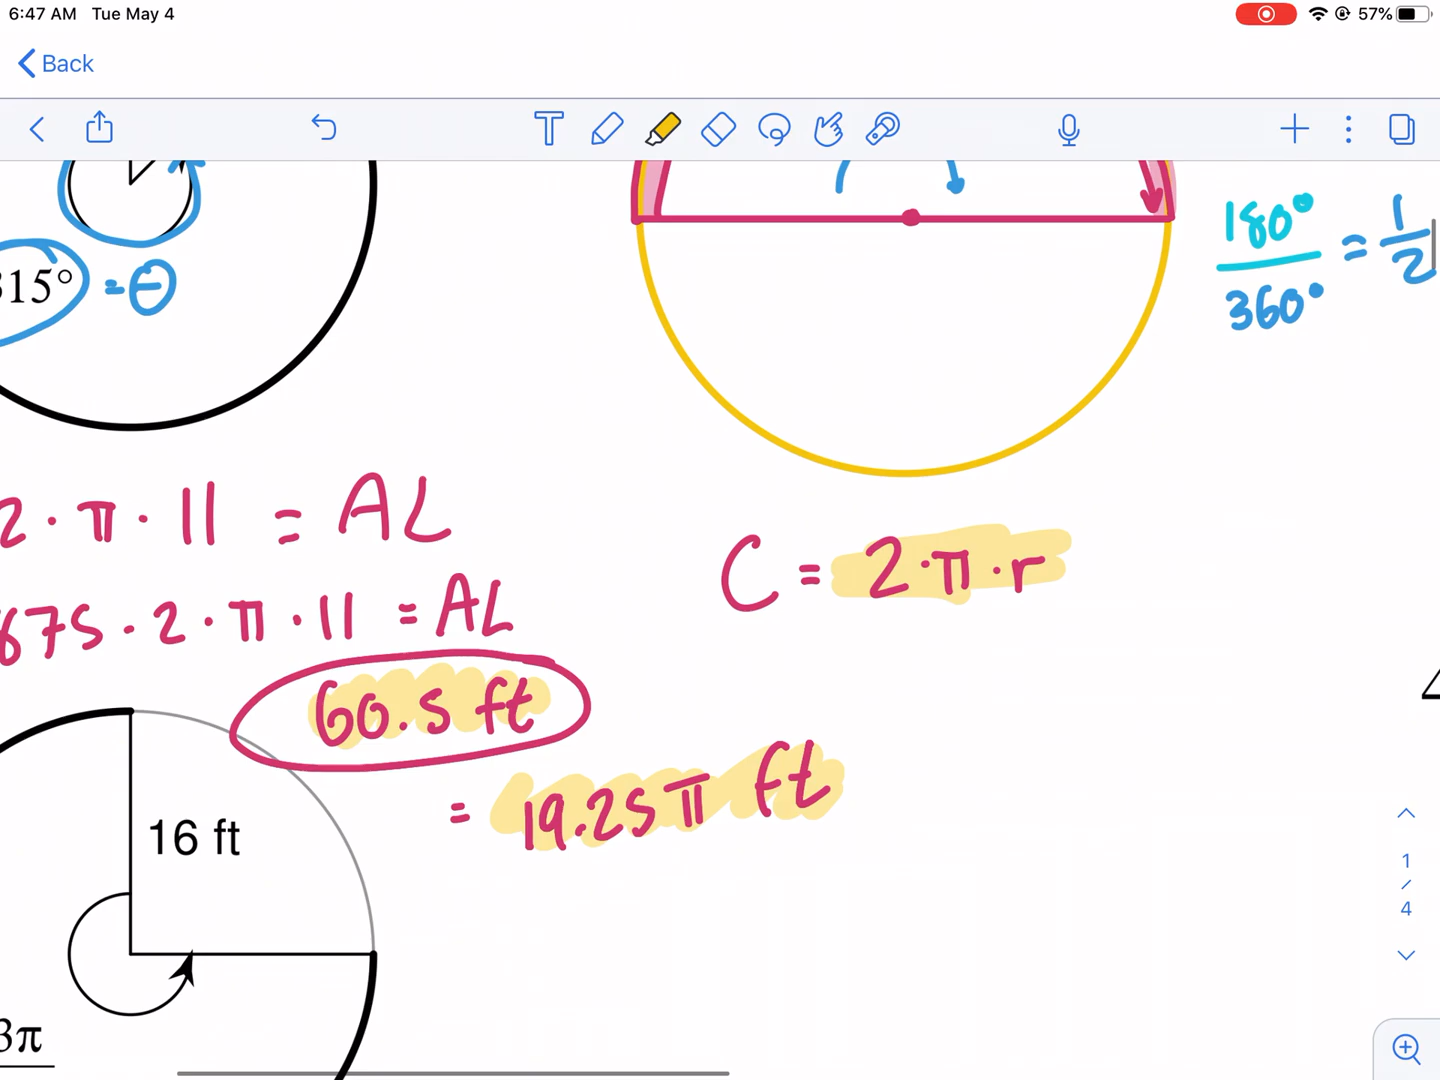 6:47 AM Tue May 4
57%
Back
T
180°
360°
= 1
2
315°
= θ
2 · π · 11 = AL
675 · 2 · π · 11 = AL
60.5 ft
= 19.25π ft
C = 2 · π · r
16 ft
3π
1
/
4